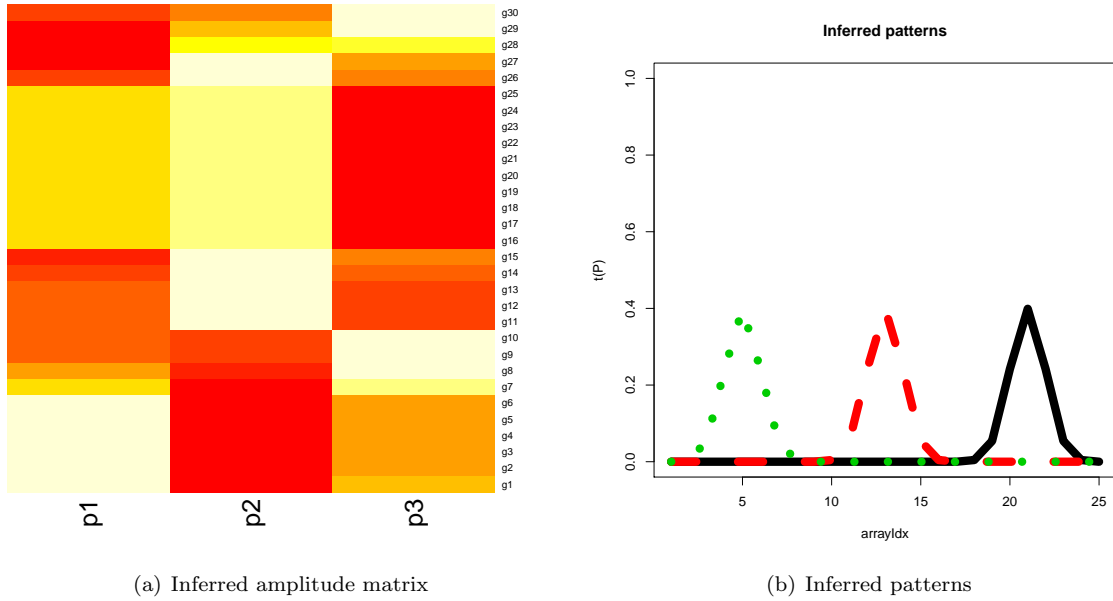 g30
g29
g28
g27
g26
g25
g24
g23
g22
g21
g20
g19
g18
g17
g16
g15
g14
g13
g12
g11
g10
g9
g8
g7
g6
g5
g4
g3
g2
g1
p1 p2 p3
(a) Inferred amplitude matrix
Inferred patterns
1.0
0.8
0.6
0.4
0.2
0.0
t(P)
5 10 15 20 25
arrayIdx
(b) Inferred patterns